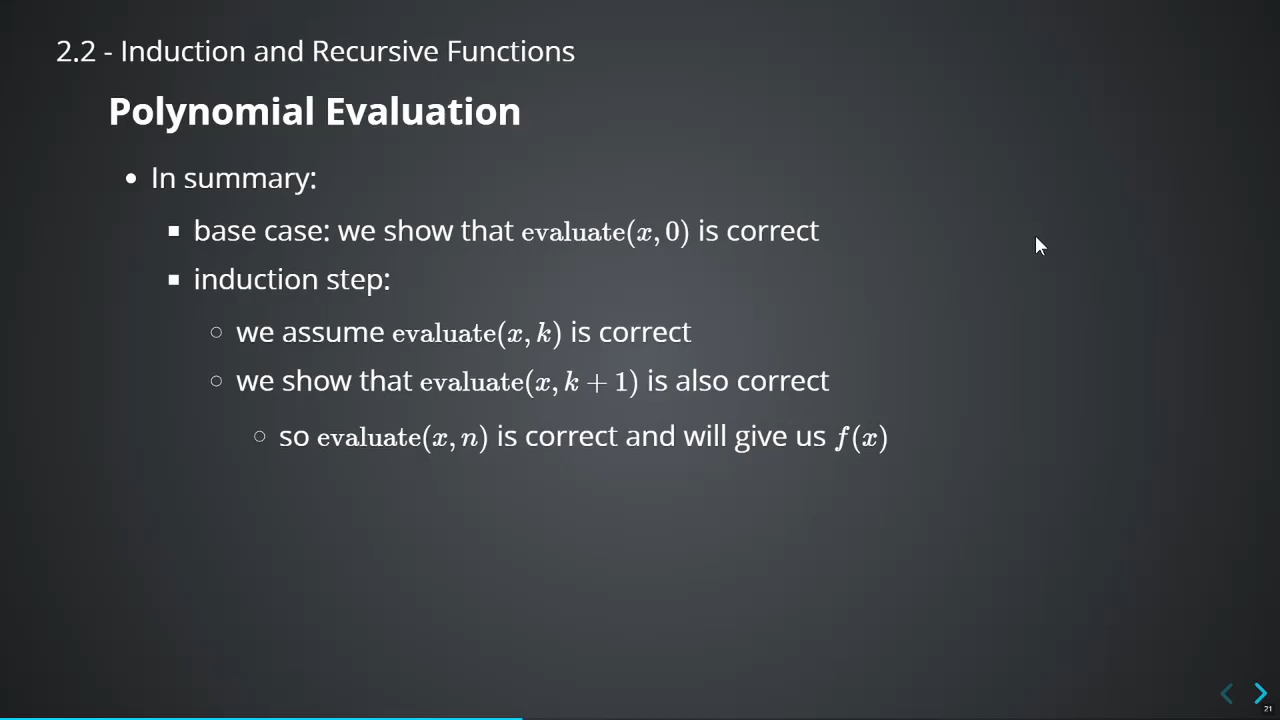 2.2 - Induction and Recursive Functions
Polynomial Evaluation
In summary:
base case: we show that evaluate(x, 0) is correct
induction step:
we assume evaluate(x, k) is correct
we show that evaluate(x, k + 1) is also correct
so evaluate(x, n) is correct and will give us f(x)
21